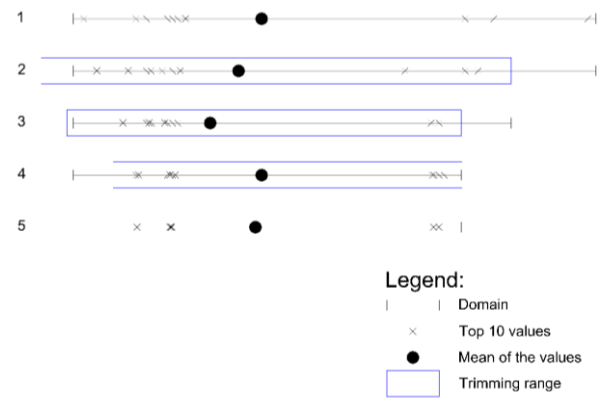 1
2
3
4
5
Legend:
Domain
Top 10 values
Mean of the values
Trimming range